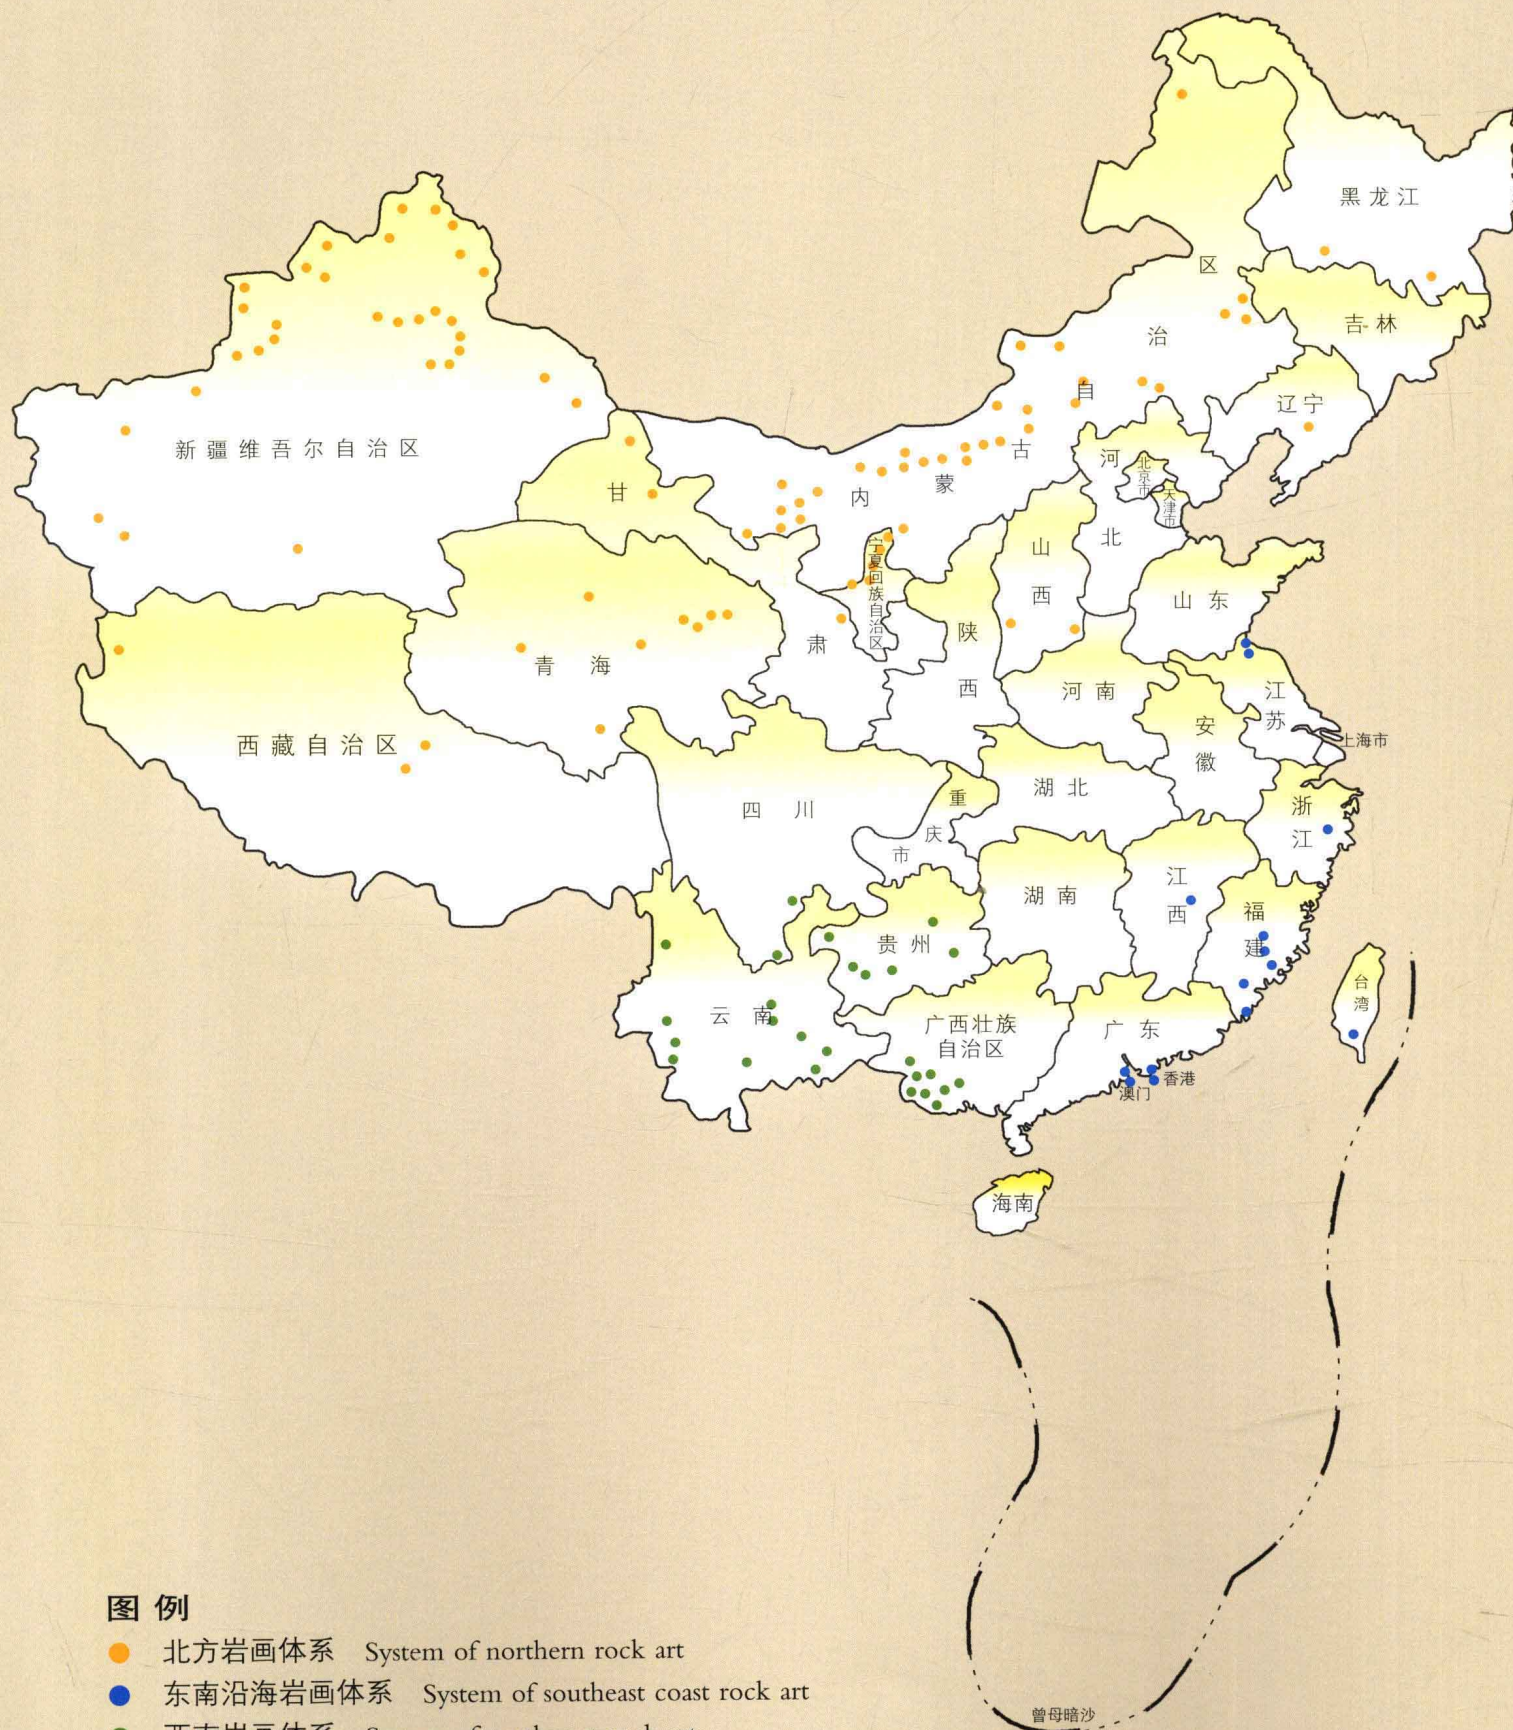 黑龙江
区
吉林
治
自
辽宁
新疆维吾尔自治区
古
河
北京市
天津市
甘
内
蒙
北
山
西
宁夏回族自治区
山东
陕
西
肃
青海
河南
江
苏
安
徽
上海市
西藏自治区
四川
重
庆
市
湖北
浙
江
湖南
江
西
福
建
贵州
台
湾
云南
广西壮族
自治区
广东
香港
澳门
海南
曾母暗沙
图例
北方岩画体系 System of northern rock art
东南沿海岩画体系 System of southeast coast rock art